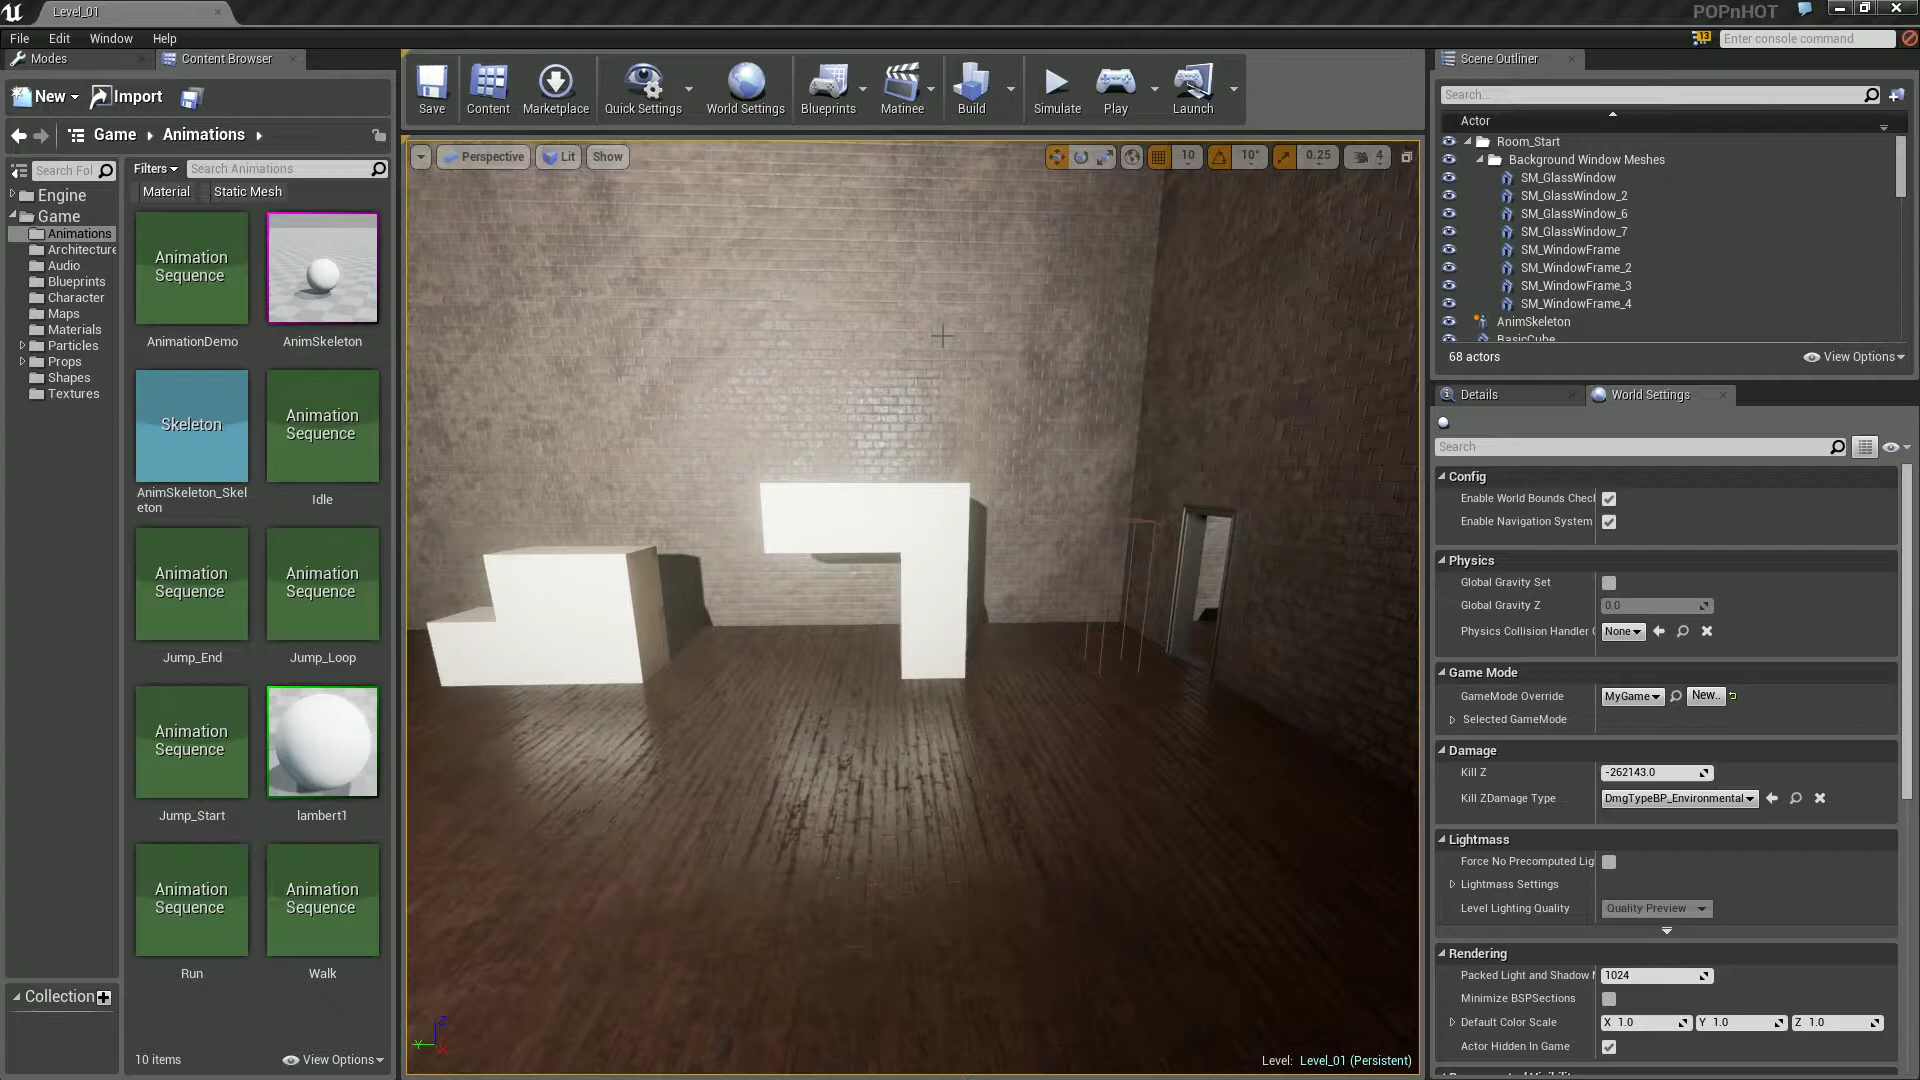 Level_01
POPnHOT
File Edit Window Help
13
Enter console command
Modes
Content Browser
Scene Outliner
New
Import
Save
Content
Marketplace
Quick Settings
World Settings
Blueprints
Matinee
Build
Simulate
Play
Launch
Search...
Game
Animations
Actor
Search Fol
Filters
Search Animations
Material
Static Mesh
Engine
Game
Animations
Architecture
Audio
Blueprints
Character
Maps
Materials
Particles
Props
Shapes
Textures
Animation
Sequence
AnimationDemo
AnimSkeleton
Skeleton
AnimSkeleton_Skel
eton
Animation
Sequence
Idle
Animation
Sequence
Jump_End
Animation
Sequence
Jump_Loop
Animation
Sequence
Jump_Start
lambert1
Animation
Sequence
Run
Animation
Sequence
Walk
Collection
10 items
View Options
Perspective
Lit
Show
10
10°
0.25
4
Level: Level_01 (Persistent)
Room_Start
Background Window Meshes
SM_GlassWindow
SM_GlassWindow_2
SM_GlassWindow_6
SM_GlassWindow_7
SM_WindowFrame
SM_WindowFrame_2
SM_WindowFrame_3
SM_WindowFrame_4
AnimSkeleton
BasicCube
68 actors
View Options
Details
World Settings
Search
Config
Enable World Bounds Checl
Enable Navigation System
Physics
Global Gravity Set
Global Gravity Z 0.0
Physics Collision Handler None
Game Mode
GameMode Override MyGame New..
Selected GameMode
Damage
Kill Z -262143.0
Kill ZDamage Type DmgTypeBP_Environmental
Lightmass
Force No Precomputed Lig
Lightmass Settings
Level Lighting Quality Quality Preview
Rendering
Packed Light and Shadow 1024
Minimize BSPSections
Default Color Scale X 1.0 Y 1.0 Z 1.0
Actor Hidden In Game